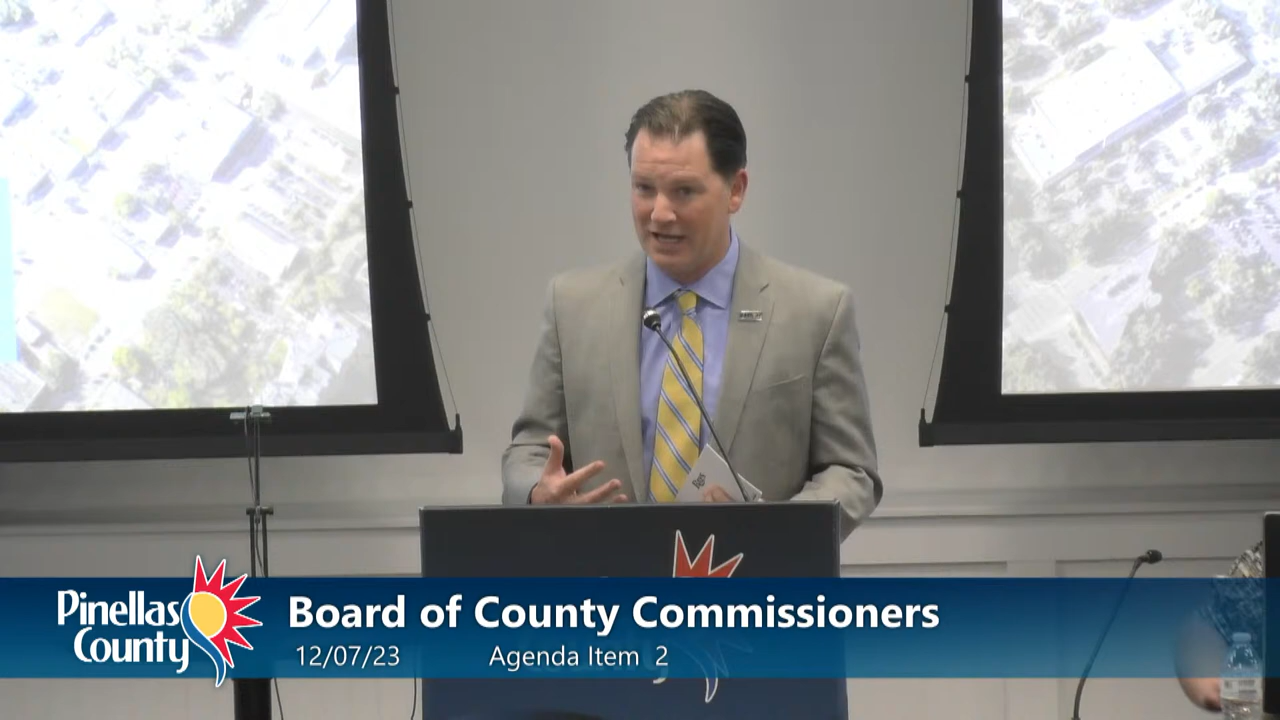 Pinellas
County
Board of County Commissioners
12/07/23 Agenda Item 2